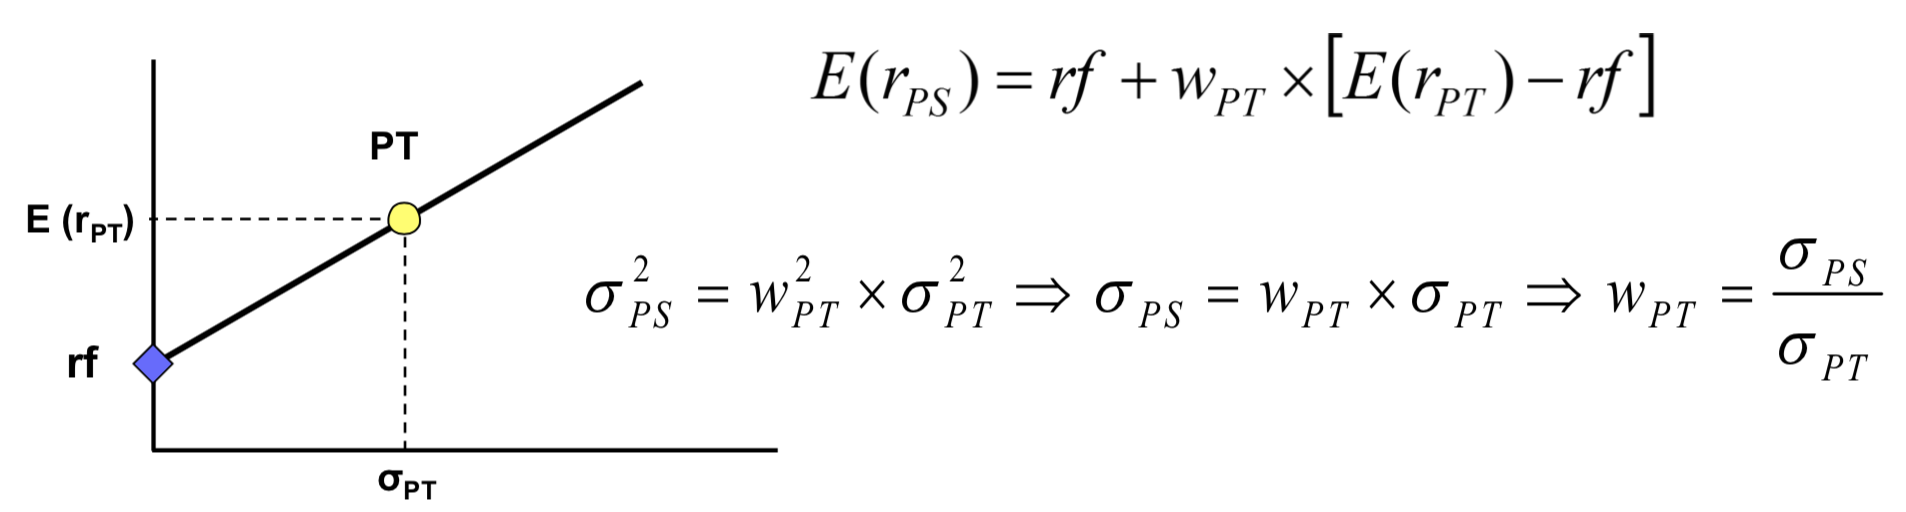 E(r_PS) = rf + w_PT × [E(r_PT) − rf]
PT
E (r_PT)
σ²_PS = w²_PT × σ²_PT ⇒ σ_PS = w_PT × σ_PT ⇒ w_PT = σ_PS / σ_PT
rf
σ_PT